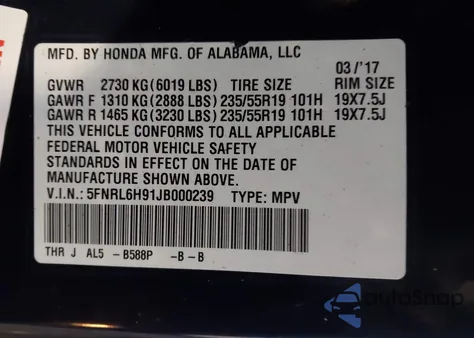 MFD. BY HONDA MFG. OF ALABAMA, LLC
03/'17
GVWR 2730 KG (6019 LBS) TIRE SIZE RIM SIZE
GAWR F 1310 KG (2888 LBS) 235/55R19 101H 19X7.5J
GAWR R 1465 KG (3230 LBS) 235/55R19 101H 19X7.5J
THIS VEHICLE CONFORMS TO ALL APPLICABLE
FEDERAL MOTOR VEHICLE SAFETY
STANDARDS IN EFFECT ON THE DATE OF
MANUFACTURE SHOWN ABOVE.
V.I.N.: 5FNRL6H91JB000239 TYPE: MPV
THR J AL5 -B588P -B-B
autoSnap